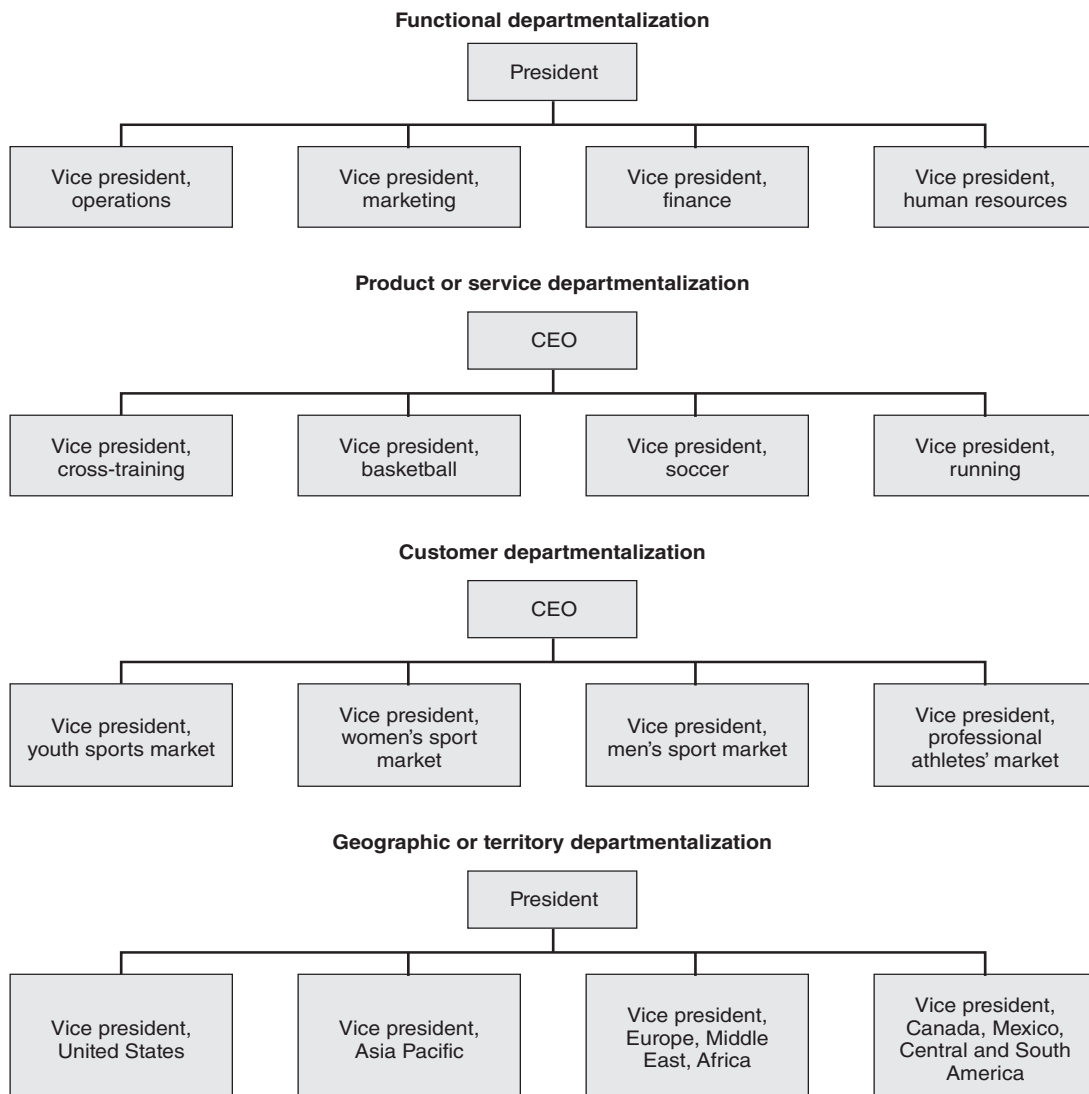 Functional departmentalization
President
Vice president,
operations
Vice president,
marketing
Vice president,
finance
Vice president,
human resources
Product or service departmentalization
CEO
Vice president,
cross-training
Vice president,
basketball
Vice president,
soccer
Vice president,
running
Customer departmentalization
CEO
Vice president,
youth sports market
Vice president,
women’s sport
market
Vice president,
men’s sport market
Vice president,
professional
athletes’ market
Geographic or territory departmentalization
President
Vice president,
United States
Vice president,
Asia Pacific
Vice president,
Europe, Middle
East, Africa
Vice president,
Canada, Mexico,
Central and South
America